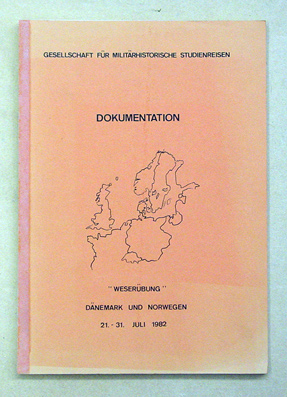 GESELLSCHAFT FÜR MILITÄRHISTORISCHE STUDIENREISEN
DOKUMENTATION
"WESERÜBUNG"
DÄNEMARK UND NORWEGEN
21. - 31. JULI 1982